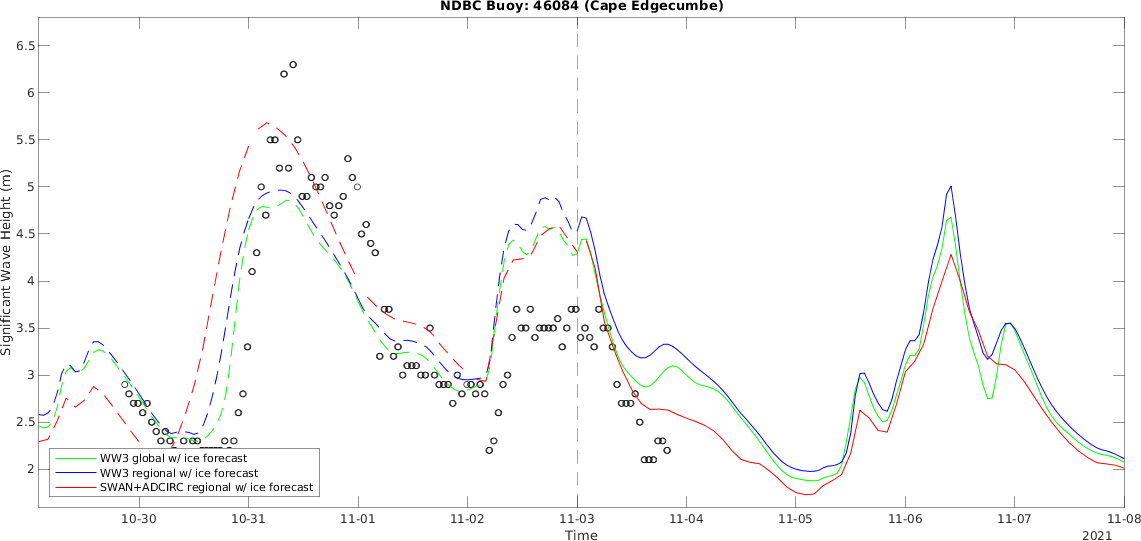 NDBC Buoy: 46084 (Cape Edgecumbe)
Significant Wave Height (m)
6.5
6
5.5
5
4.5
4
3.5
3
2.5
2
WW3 global w/ ice forecast
WW3 regional w/ ice forecast
SWAN+ADCIRC regional w/ ice forecast
10-30 10-31 11-01 11-02 11-03 11-04 11-05 11-06 11-07 11-08
Time
2021